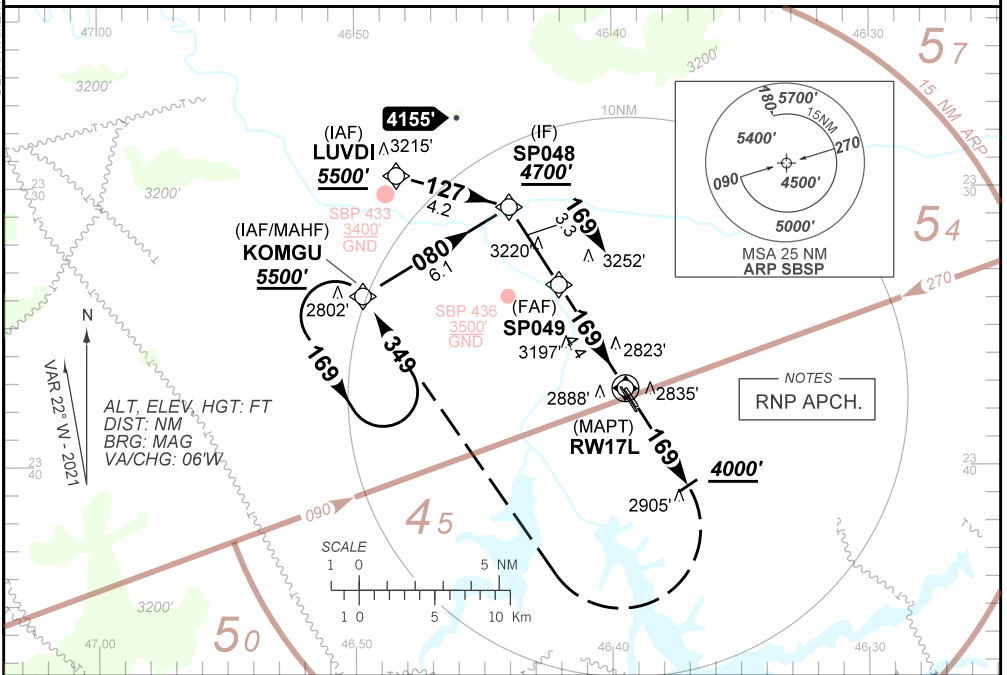 47 00
46 50
46 40
46 30
5 7
3200'
3200'
15 NM ARP
10NM
180
5700'
15NM
5400'
270
090
4500'
5000'
MSA 25 NM
ARP SBSP
4155'
(IAF)
LUVDI
3215'
5500'
(IF)
SP048
4700'
127
4.2
23
30
23
30
3200'
SBP 433
3400'
GND
(IAF/MAHF)
KOMGU
5500'
080
6.1
169
3.3
3220'
3252'
5 4
270
2802'
SBP 436
3500'
GND
(FAF)
SP049
3197'
169
4.4
2823'
N
VAR 22° W - 2021
169
349
2888'
2835'
NOTES
RNP APCH.
ALT, ELEV, HGT: FT
DIST: NM
BRG: MAG
VA/CHG: 06'W
(MAPT)
RW17L
169
4000'
23
40
23
40
2905'
090
4 5
SCALE
1 0 5 NM
1 0 5 10 Km
3200'
5 0
47 00
46 50
46 40
46 30